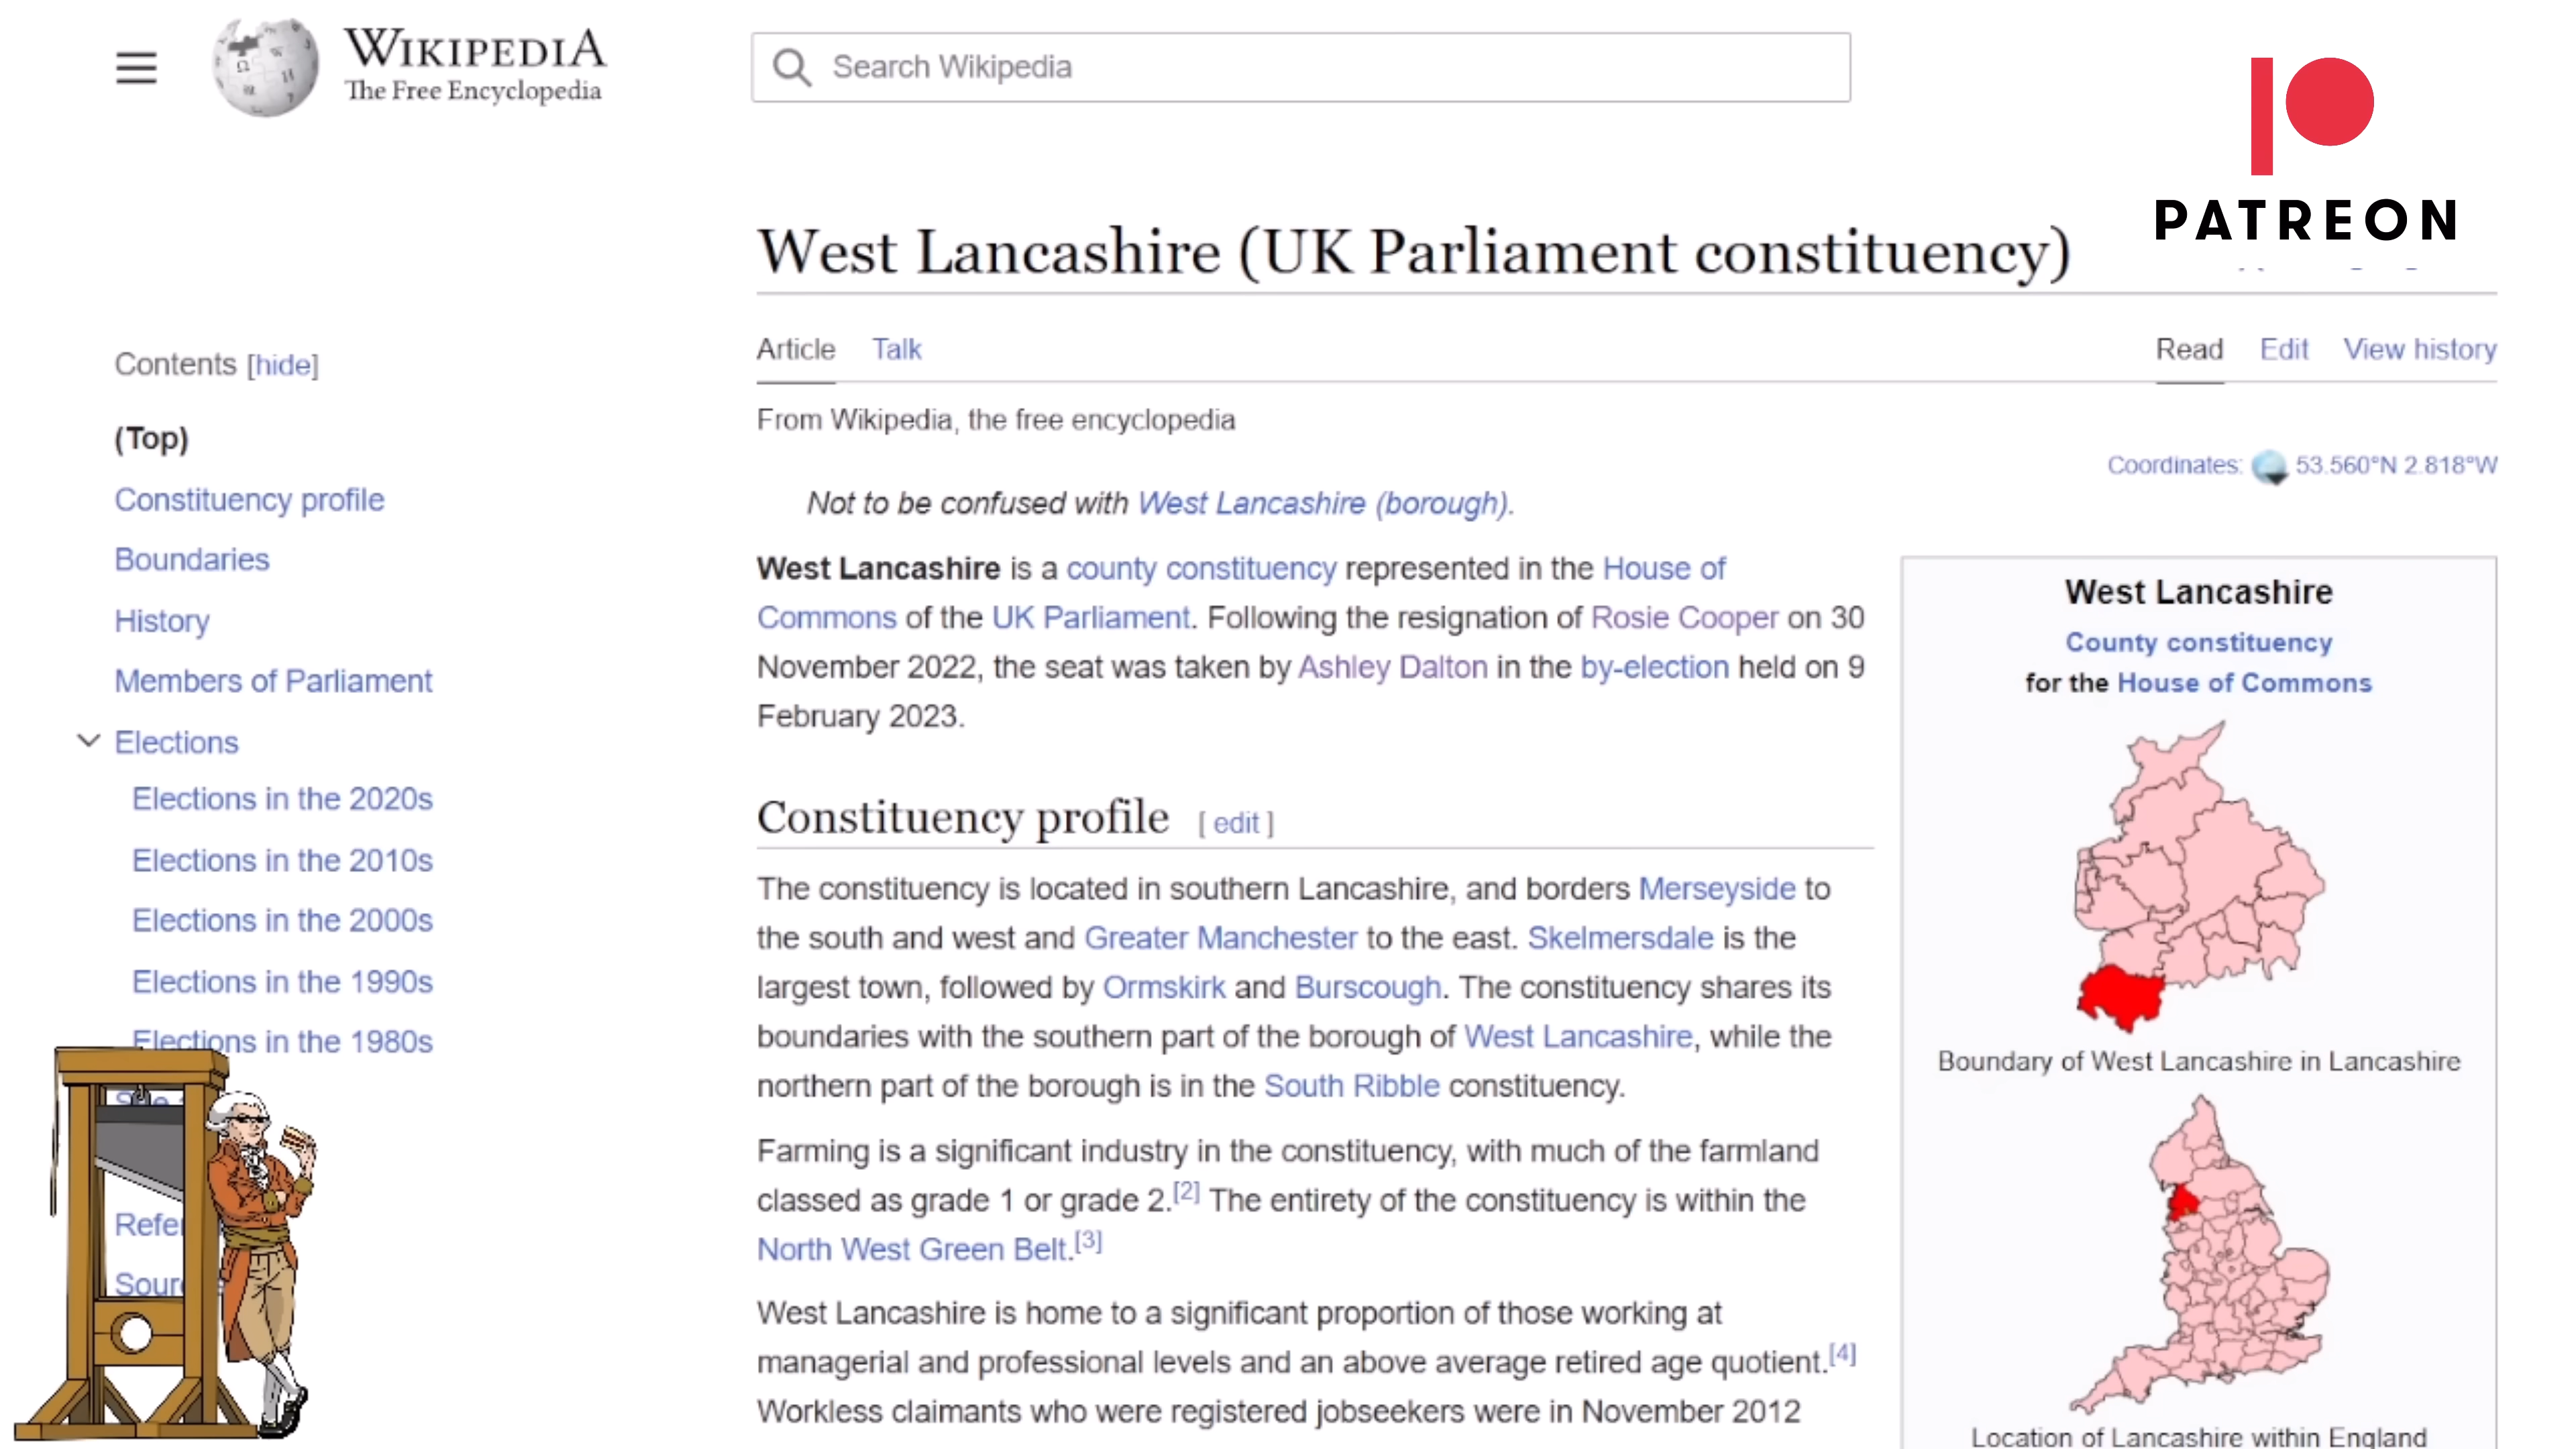 WIKIPEDIA
The Free Encyclopedia
Search Wikipedia
PATREON
West Lancashire (UK Parliament constituency)
Contents [hide]
(Top)
Constituency profile
Boundaries
History
Members of Parliament
Elections
Elections in the 2020s
Elections in the 2010s
Elections in the 2000s
Elections in the 1990s
Elections in the 1980s
Article Talk
Read Edit View history
From Wikipedia, the free encyclopedia
Coordinates: 53.560°N 2.818°W
Not to be confused with West Lancashire (borough).
West Lancashire is a county constituency represented in the House of
Commons of the UK Parliament. Following the resignation of Rosie Cooper on 30
November 2022, the seat was taken by Ashley Dalton in the by-election held on 9
February 2023.
Constituency profile [ edit ]
The constituency is located in southern Lancashire, and borders Merseyside to
the south and west and Greater Manchester to the east. Skelmersdale is the
largest town, followed by Ormskirk and Burscough. The constituency shares its
boundaries with the southern part of the borough of West Lancashire, while the
northern part of the borough is in the South Ribble constituency.
Farming is a significant industry in the constituency, with much of the farmland
classed as grade 1 or grade 2.[2] The entirety of the constituency is within the
North West Green Belt.[3]
West Lancashire is home to a significant proportion of those working at
managerial and professional levels and an above average retired age quotient.[4]
Workless claimants who were registered jobseekers were in November 2012
West Lancashire
County constituency
for the House of Commons
Boundary of West Lancashire in Lancashire
Location of Lancashire within England